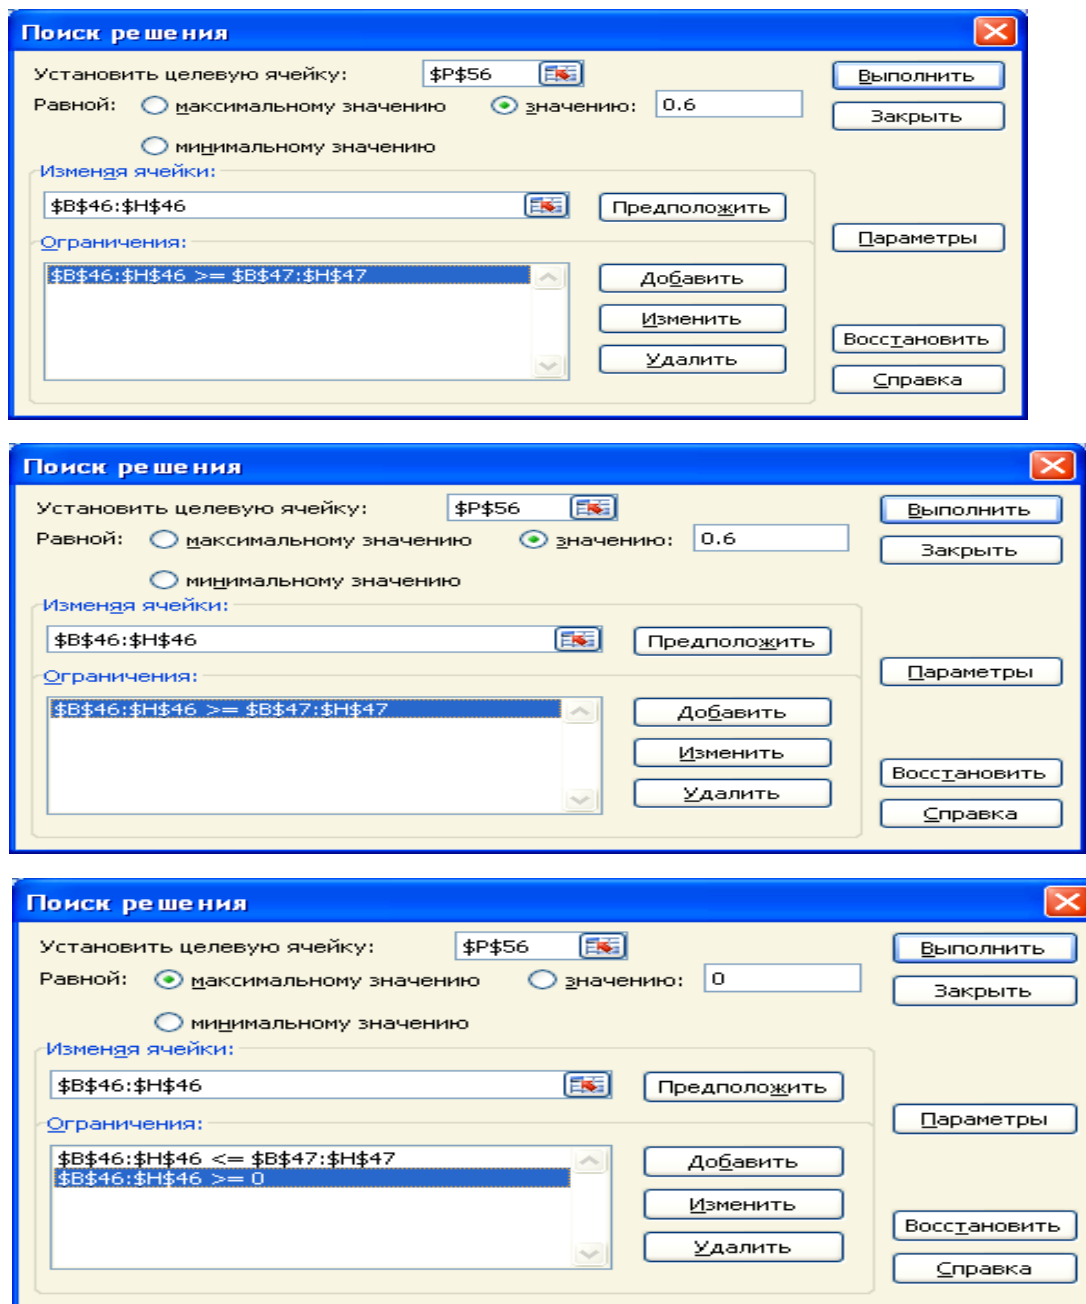 Поиск решения
Установить целевую ячейку: $P$56 Выполнить
Равной: максимальному значению значению: 0.6 Закрыть
минимальному значению
Изменяя ячейки:
$B$46:$H$46 Предположить
Ограничения: Параметры
$B$46:$H$46 >= $B$47:$H$47 Добавить
Изменить
Восстановить
Удалить
Справка
Поиск решения
Установить целевую ячейку: $P$56 Выполнить
Равной: максимальному значению значению: 0.6 Закрыть
минимальному значению
Изменяя ячейки:
$B$46:$H$46 Предположить
Ограничения: Параметры
$B$46:$H$46 >= $B$47:$H$47 Добавить
Изменить
Восстановить
Удалить
Справка
Поиск решения
Установить целевую ячейку: $P$56 Выполнить
Равной: максимальному значению значению: 0 Закрыть
минимальному значению
Изменяя ячейки:
$B$46:$H$46 Предположить
Ограничения: Параметры
$B$46:$H$46 <= $B$47:$H$47 Добавить
$B$46:$H$46 >= 0
Изменить
Восстановить
Удалить
Справка